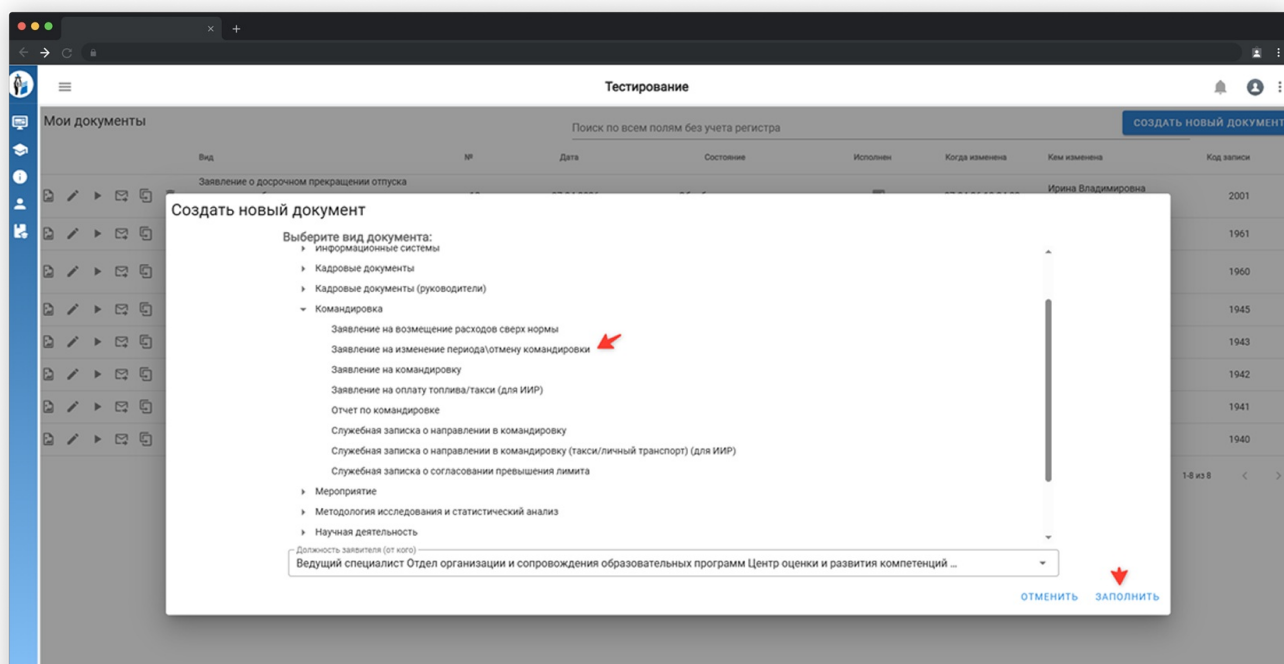 Тестирование
Мои документы
Поиск по всем полям без учета регистра
СОЗДАТЬ НОВЫЙ ДОКУМЕНТ
Вид № Дата Состояние Исполнен Когда изменена Кем изменена Код записи
Заявление о досрочном прекращении отпуска
Ирина Владимировна
2001
Создать новый документ
Выберите вид документа:
информационные системы
1961
Кадровые документы
1960
Кадровые документы (руководители)
Командировка
1945
Заявление на возмещение расходов сверх нормы
Заявление на изменение периода\отмену командировки
1943
Заявление на командировку
1942
Заявление на оплату топлива/такси (для ИИР)
Отчет по командировке
1941
Служебная записка о направлении в командировку
1940
Служебная записка о направлении в командировку (такси/личный транспорт) (для ИИР)
Служебная записка о согласовании превышения лимита
1-8 из 8
Мероприятие
Методология исследования и статистический анализ
Научная деятельность
Должность заявителя (от кого)
Ведущий специалист Отдел организации и сопровождения образовательных программ Центр оценки и развития компетенций ...
ОТМЕНИТЬ ЗАПОЛНИТЬ